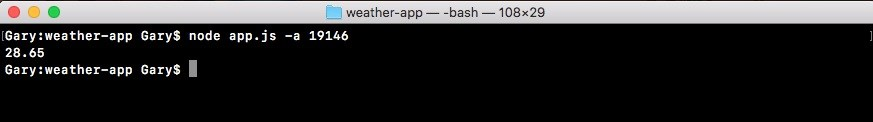 weather-app — -bash — 108×29
[Gary:weather-app Gary$ node app.js -a 19146 ]
28.65
Gary:weather-app Gary$